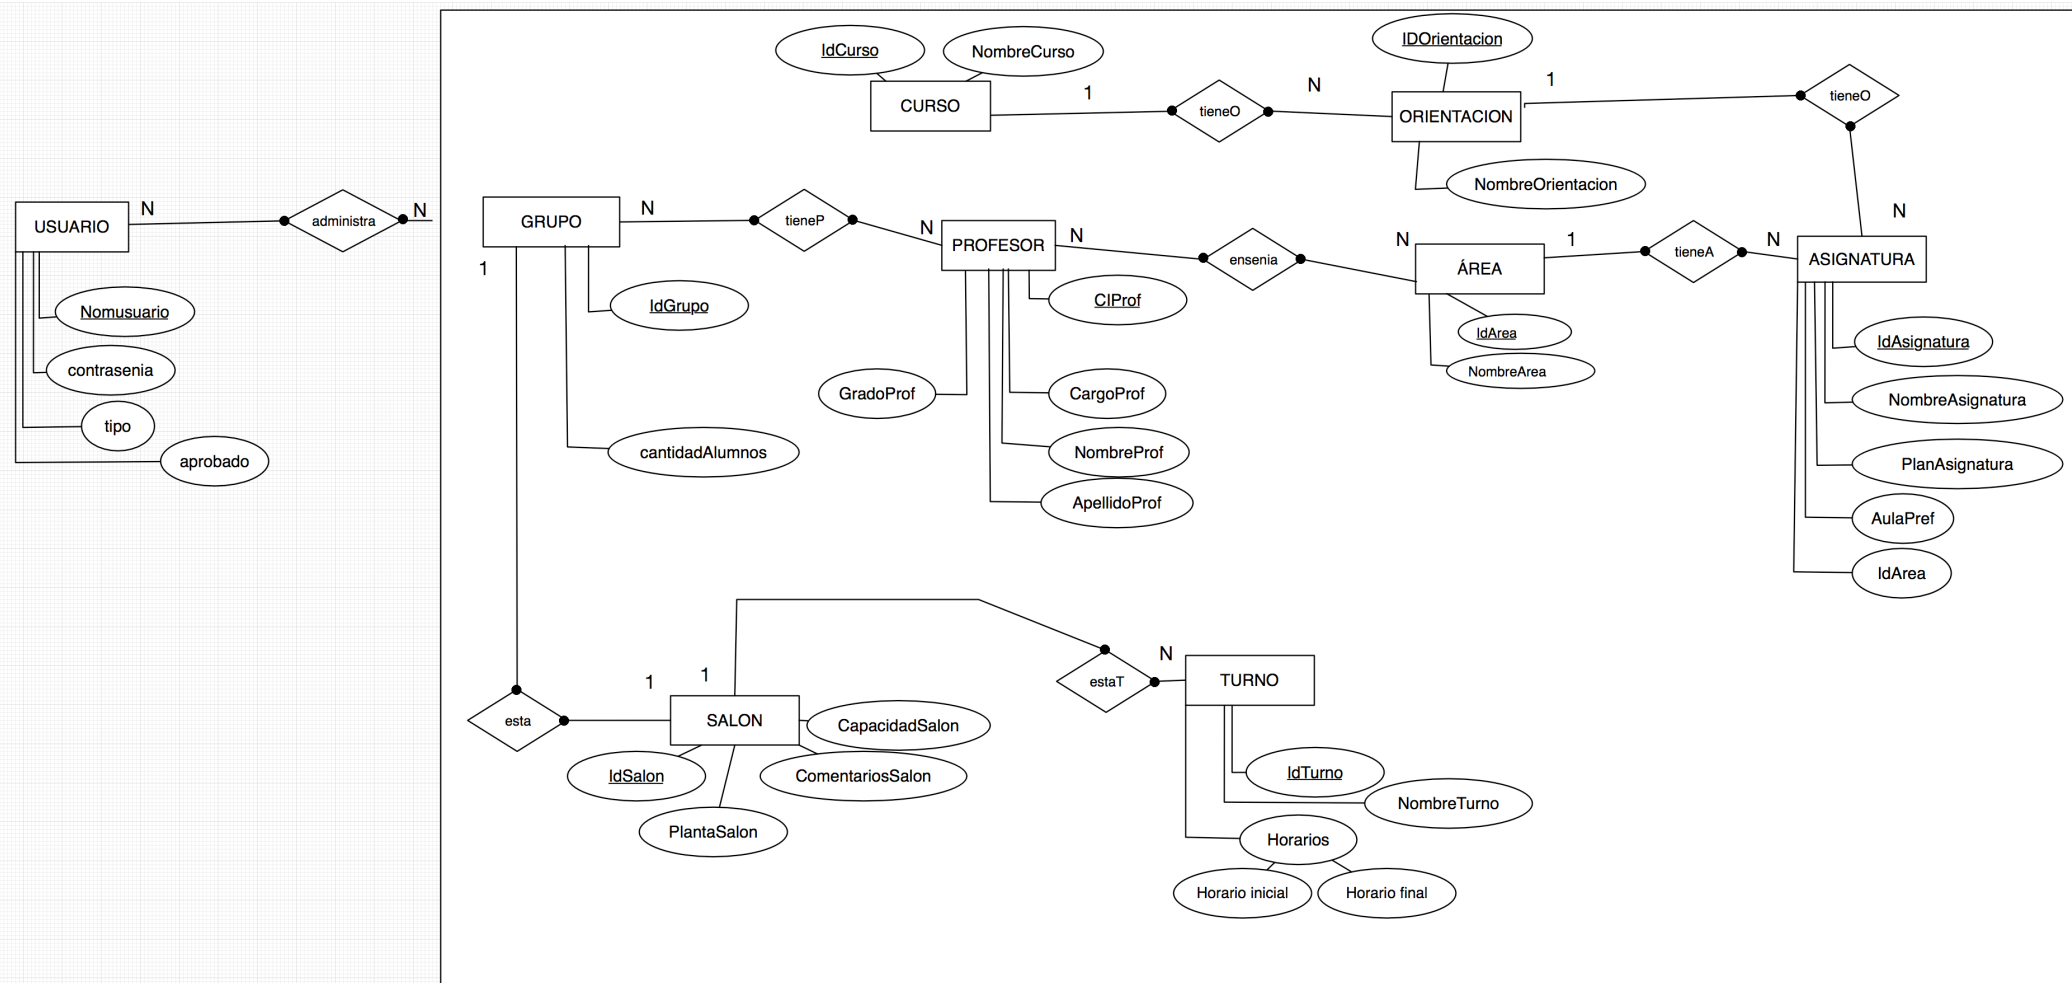 IdCurso
NombreCurso
CURSO
1
tieneO
N
IDOrientacion
ORIENTACION
NombreOrientacion
1
tieneO
N
USUARIO
N
administra
N
Nomusuario
contrasenia
tipo
aprobado
GRUPO
N
tieneP
N
1
IdGrupo
cantidadAlumnos
PROFESOR
N
ensenia
N
CIProf
GradoProf
CargoProf
NombreProf
ApellidoProf
ÁREA
1
tieneA
N
IdArea
NombreArea
ASIGNATURA
IdAsignatura
NombreAsignatura
PlanAsignatura
AulaPref
IdArea
esta
1
1
SALON
CapacidadSalon
IdSalon
ComentariosSalon
PlantaSalon
estaT
N
TURNO
IdTurno
NombreTurno
Horarios
Horario inicial
Horario final